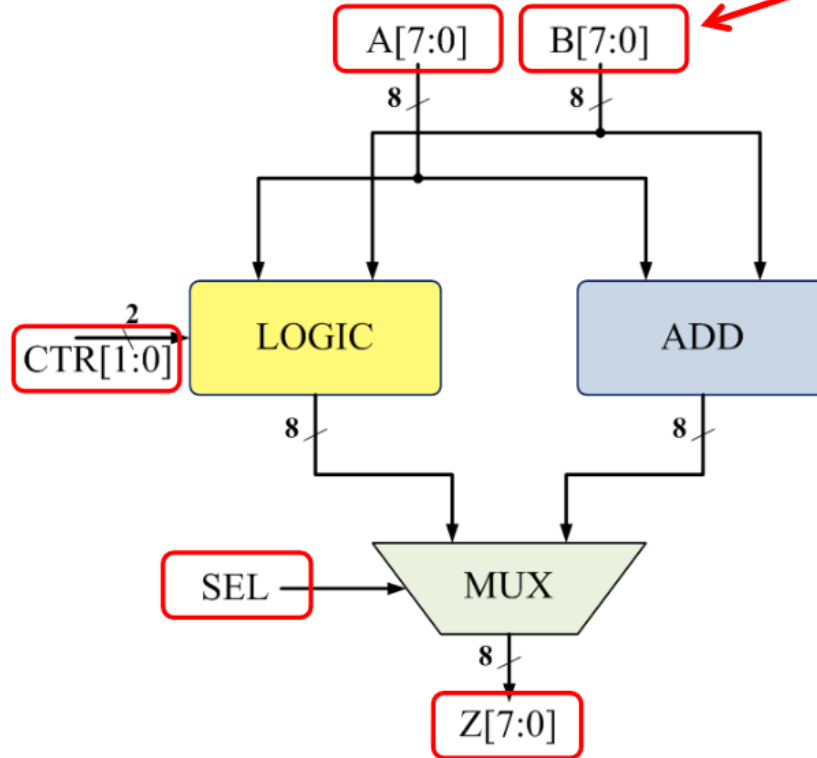 A[7:0] B[7:0]
8 8
2
CTR[1:0]
LOGIC ADD
8 8
SEL MUX
8
Z[7:0]